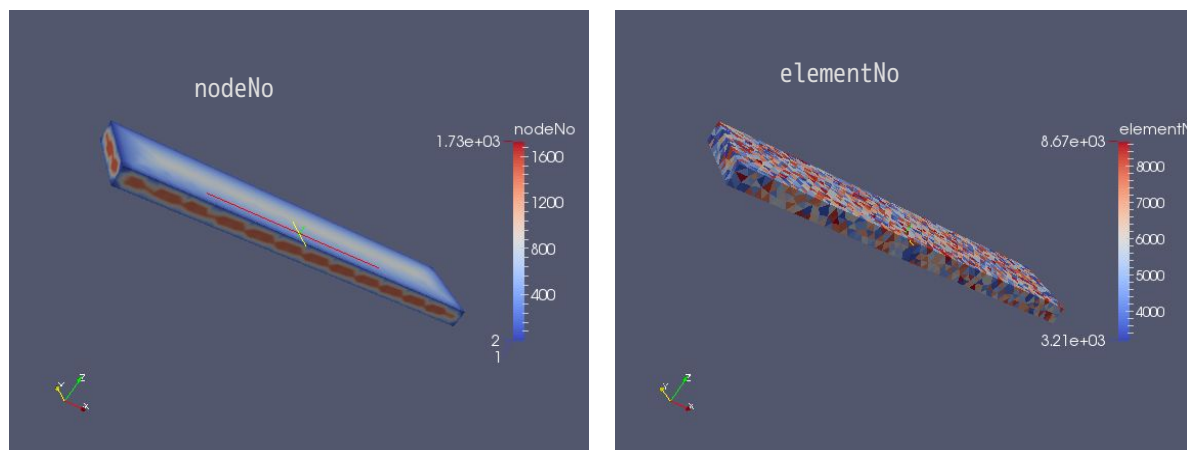 nodeNo
nodeNo
1.73e+03
1600
1200
800
400
2
1
Y
Z
X
elementNo
elementN
8.67e+03
8000
7000
6000
5000
4000
3.21e+03
Y
Z
X